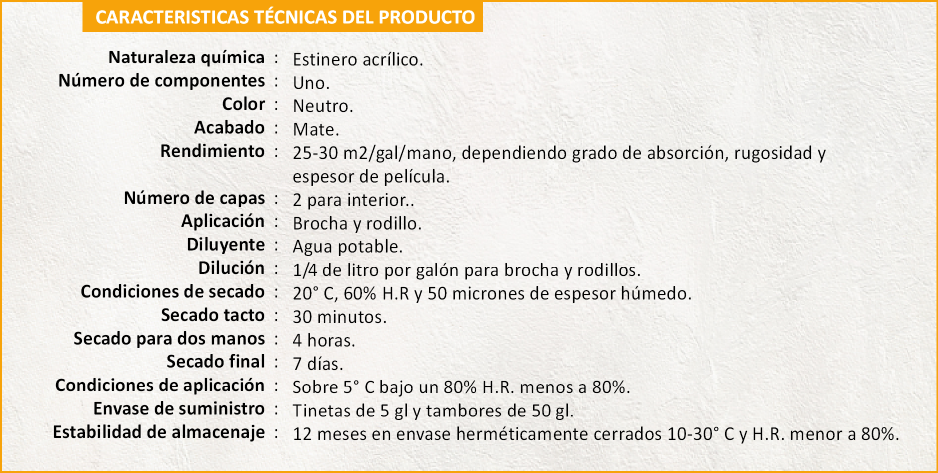 CARACTERISTICAS TÉCNICAS DEL PRODUCTO
Naturaleza química : Estinero acrílico.
Número de componentes : Uno.
Color : Neutro.
Acabado : Mate.
Rendimiento : 25-30 m2/gal/mano, dependiendo grado de absorción, rugosidad y
espesor de película.
Número de capas : 2 para interior..
Aplicación : Brocha y rodillo.
Diluyente : Agua potable.
Dilución : 1/4 de litro por galón para brocha y rodillos.
Condiciones de secado : 20° C, 60% H.R y 50 micrones de espesor húmedo.
Secado tacto : 30 minutos.
Secado para dos manos : 4 horas.
Secado final : 7 días.
Condiciones de aplicación : Sobre 5° C bajo un 80% H.R. menos a 80%.
Envase de suministro : Tinetas de 5 gl y tambores de 50 gl.
Estabilidad de almacenaje : 12 meses en envase herméticamente cerrados 10-30° C y H.R. menor a 80%.